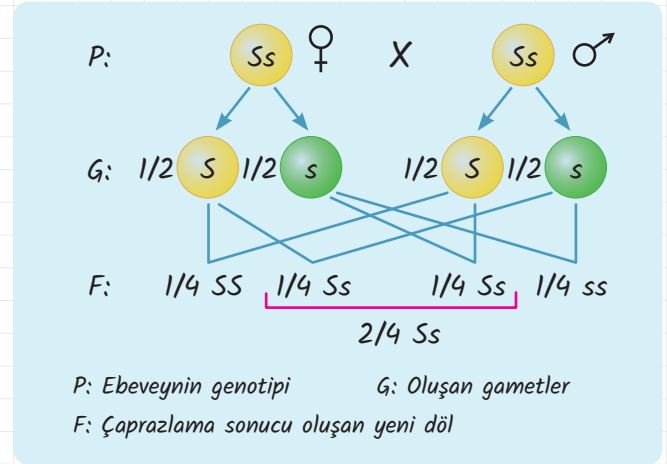 P: Ss ♀ X Ss ♂
G: 1/2 S 1/2 s 1/2 S 1/2 s
F: 1/4 SS 1/4 Ss 1/4 Ss 1/4 ss
2/4 Ss
P: Ebeveynin genotipi G: Oluşan gametler
F: Çaprazlama sonucu oluşan yeni döl